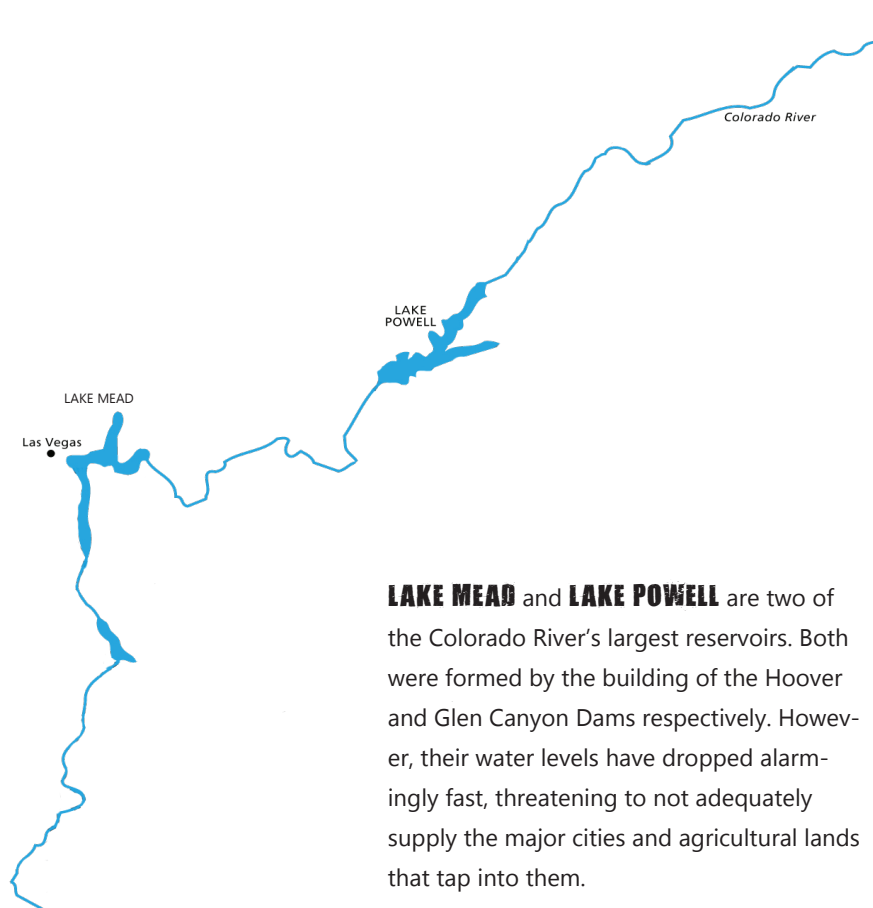 Colorado River
LAKE
POWELL
LAKE MEAD
Las Vegas
LAKE MEAD and LAKE POWELL are two of
the Colorado River’s largest reservoirs. Both
were formed by the building of the Hoover
and Glen Canyon Dams respectively. Howev-
er, their water levels have dropped alarm-
ingly fast, threatening to not adequately
supply the major cities and agricultural lands
that tap into them.